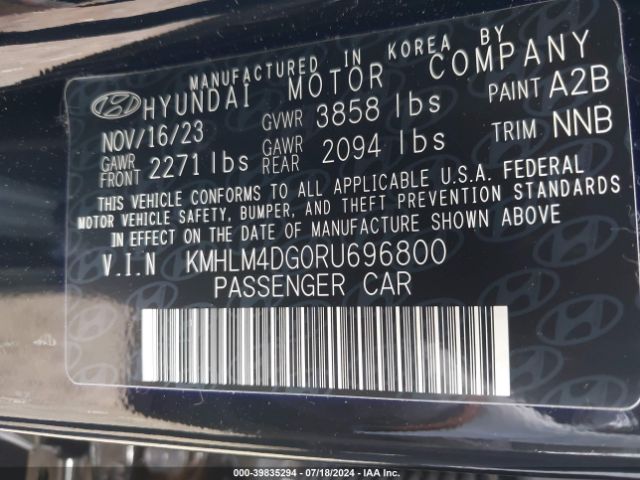 MANUFACTURED IN KOREA BY
HYUNDAI MOTOR COMPANY
NOV/16/23 GVWR 3858 lbs PAINT A2B
GAWR FRONT 2271 lbs GAWR REAR 2094 lbs TRIM NNB
THIS VEHICLE CONFORMS TO ALL APPLICABLE U.S.A. FEDERAL
MOTOR VEHICLE SAFETY, BUMPER, AND THEFT PREVENTION STANDARDS
IN EFFECT ON THE DATE OF MANUFACTURE SHOWN ABOVE.
V.I.N KMHLM4DG0RU696800
PASSENGER CAR
000-39835294 - 07/18/2024 - IAA Inc.